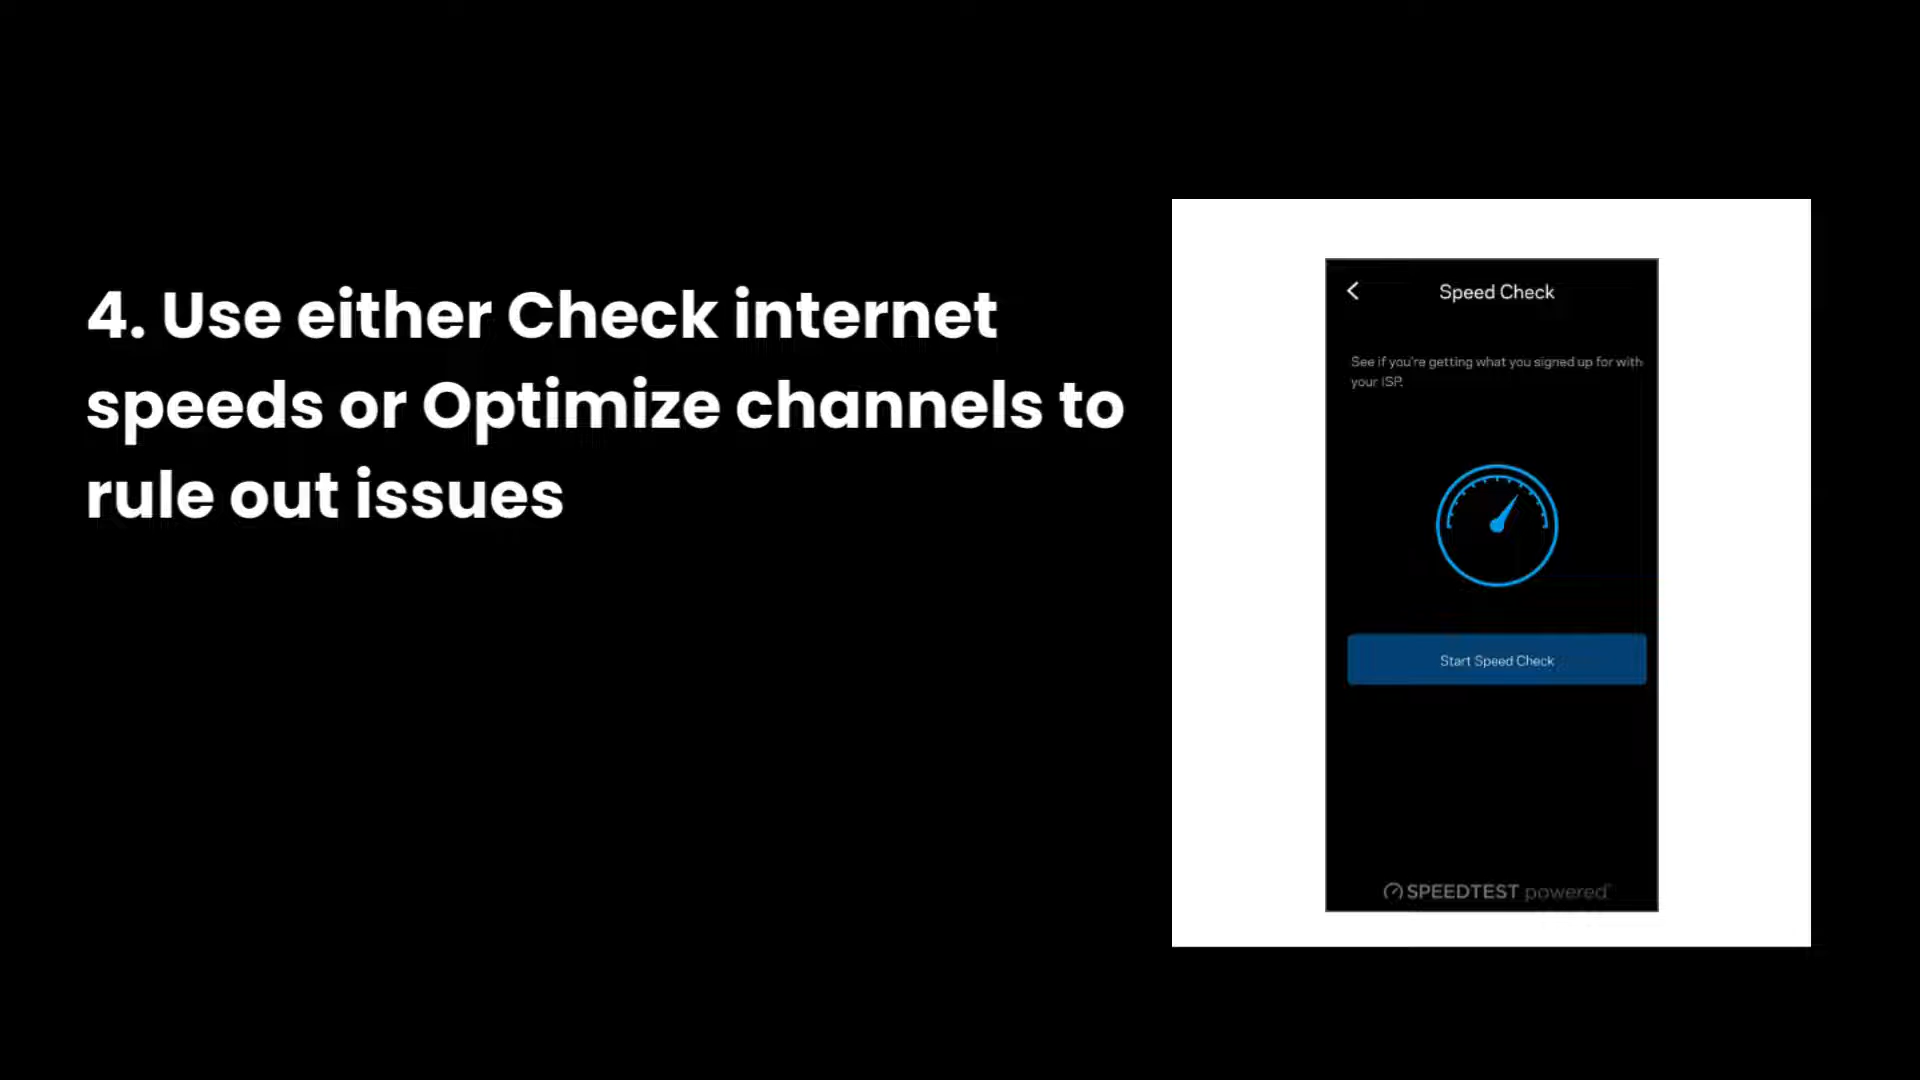 4. Use either Check internet
speeds or Optimize channels to
rule out issues
Speed Check
See if you're getting what you signed up for with
your ISP.
Start Speed Check
SPEEDTEST powered™